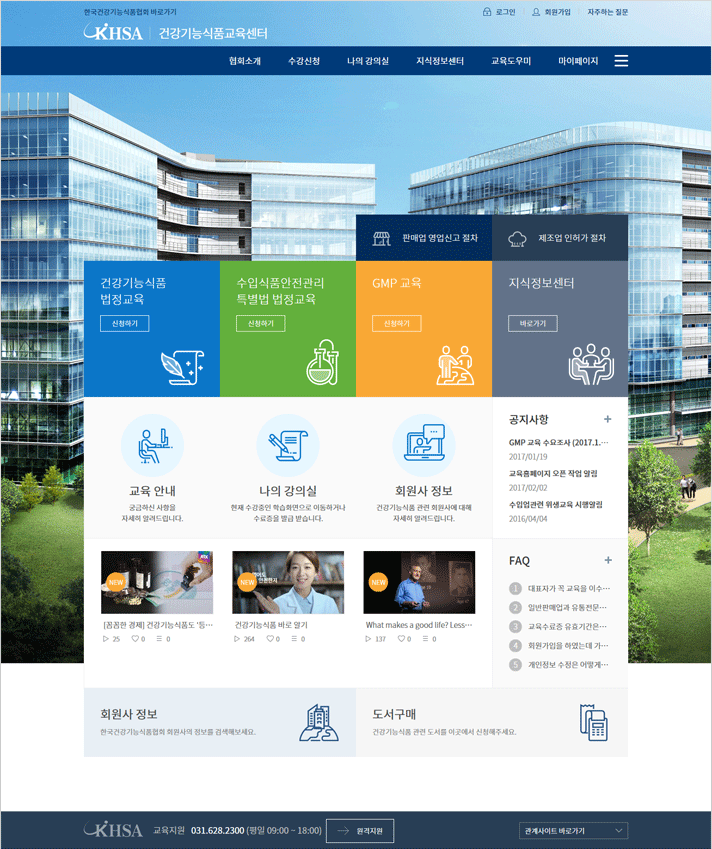 한국건강기능식품협회 바로가기
로그인
회원가입
자주하는 질문
KHSA 건강기능식품교육센터
협회소개
수강신청
나의 강의실
지식정보센터
교육도우미
마이페이지
판매업 영업신고 절차
제조업 인허가 절차
건강기능식품
법정교육
신청하기
수입식품안전관리
특별법 법정교육
신청하기
GMP 교육
신청하기
지식정보센터
바로가기
교육 안내
궁금하신 사항을
자세히 알려드립니다.
나의 강의실
현재 수강중인 학습화면으로 이동하거나
수료증을 발급 받습니다.
회원사 정보
건강기능식품 관련 회원사에 대해
자세히 알려드립니다.
공지사항 +
GMP 교육 수요조사 (2017.1.···
2017/01/19
교육홈페이지 오픈 작업 알림
2017/02/02
수입업관련 위생교육 시행알림
2016/04/04
NEW
[꼼꼼한 경제] 건강기능식품도 '등···
25 0 0
NEW
건강기능식품 바로 알기
264 0 0
NEW
What makes a good life? Less···
137 0 0
FAQ +
1 대표자가 꼭 교육을 이수···
2 일반판매업과 유통전문···
3 교육수료증 유효기간은···
4 회원가입을 하였는데 가···
5 개인정보 수정은 어떻게···
회원사 정보
한국건강기능식품협회 회원사의 정보를 검색해보세요.
도서구매
건강기능식품 관련 도서를 이곳에서 신청해주세요.
KHSA 교육지원 031.628.2300 (평일 09:00 ~ 18:00)
원격지원
관계사이트 바로가기